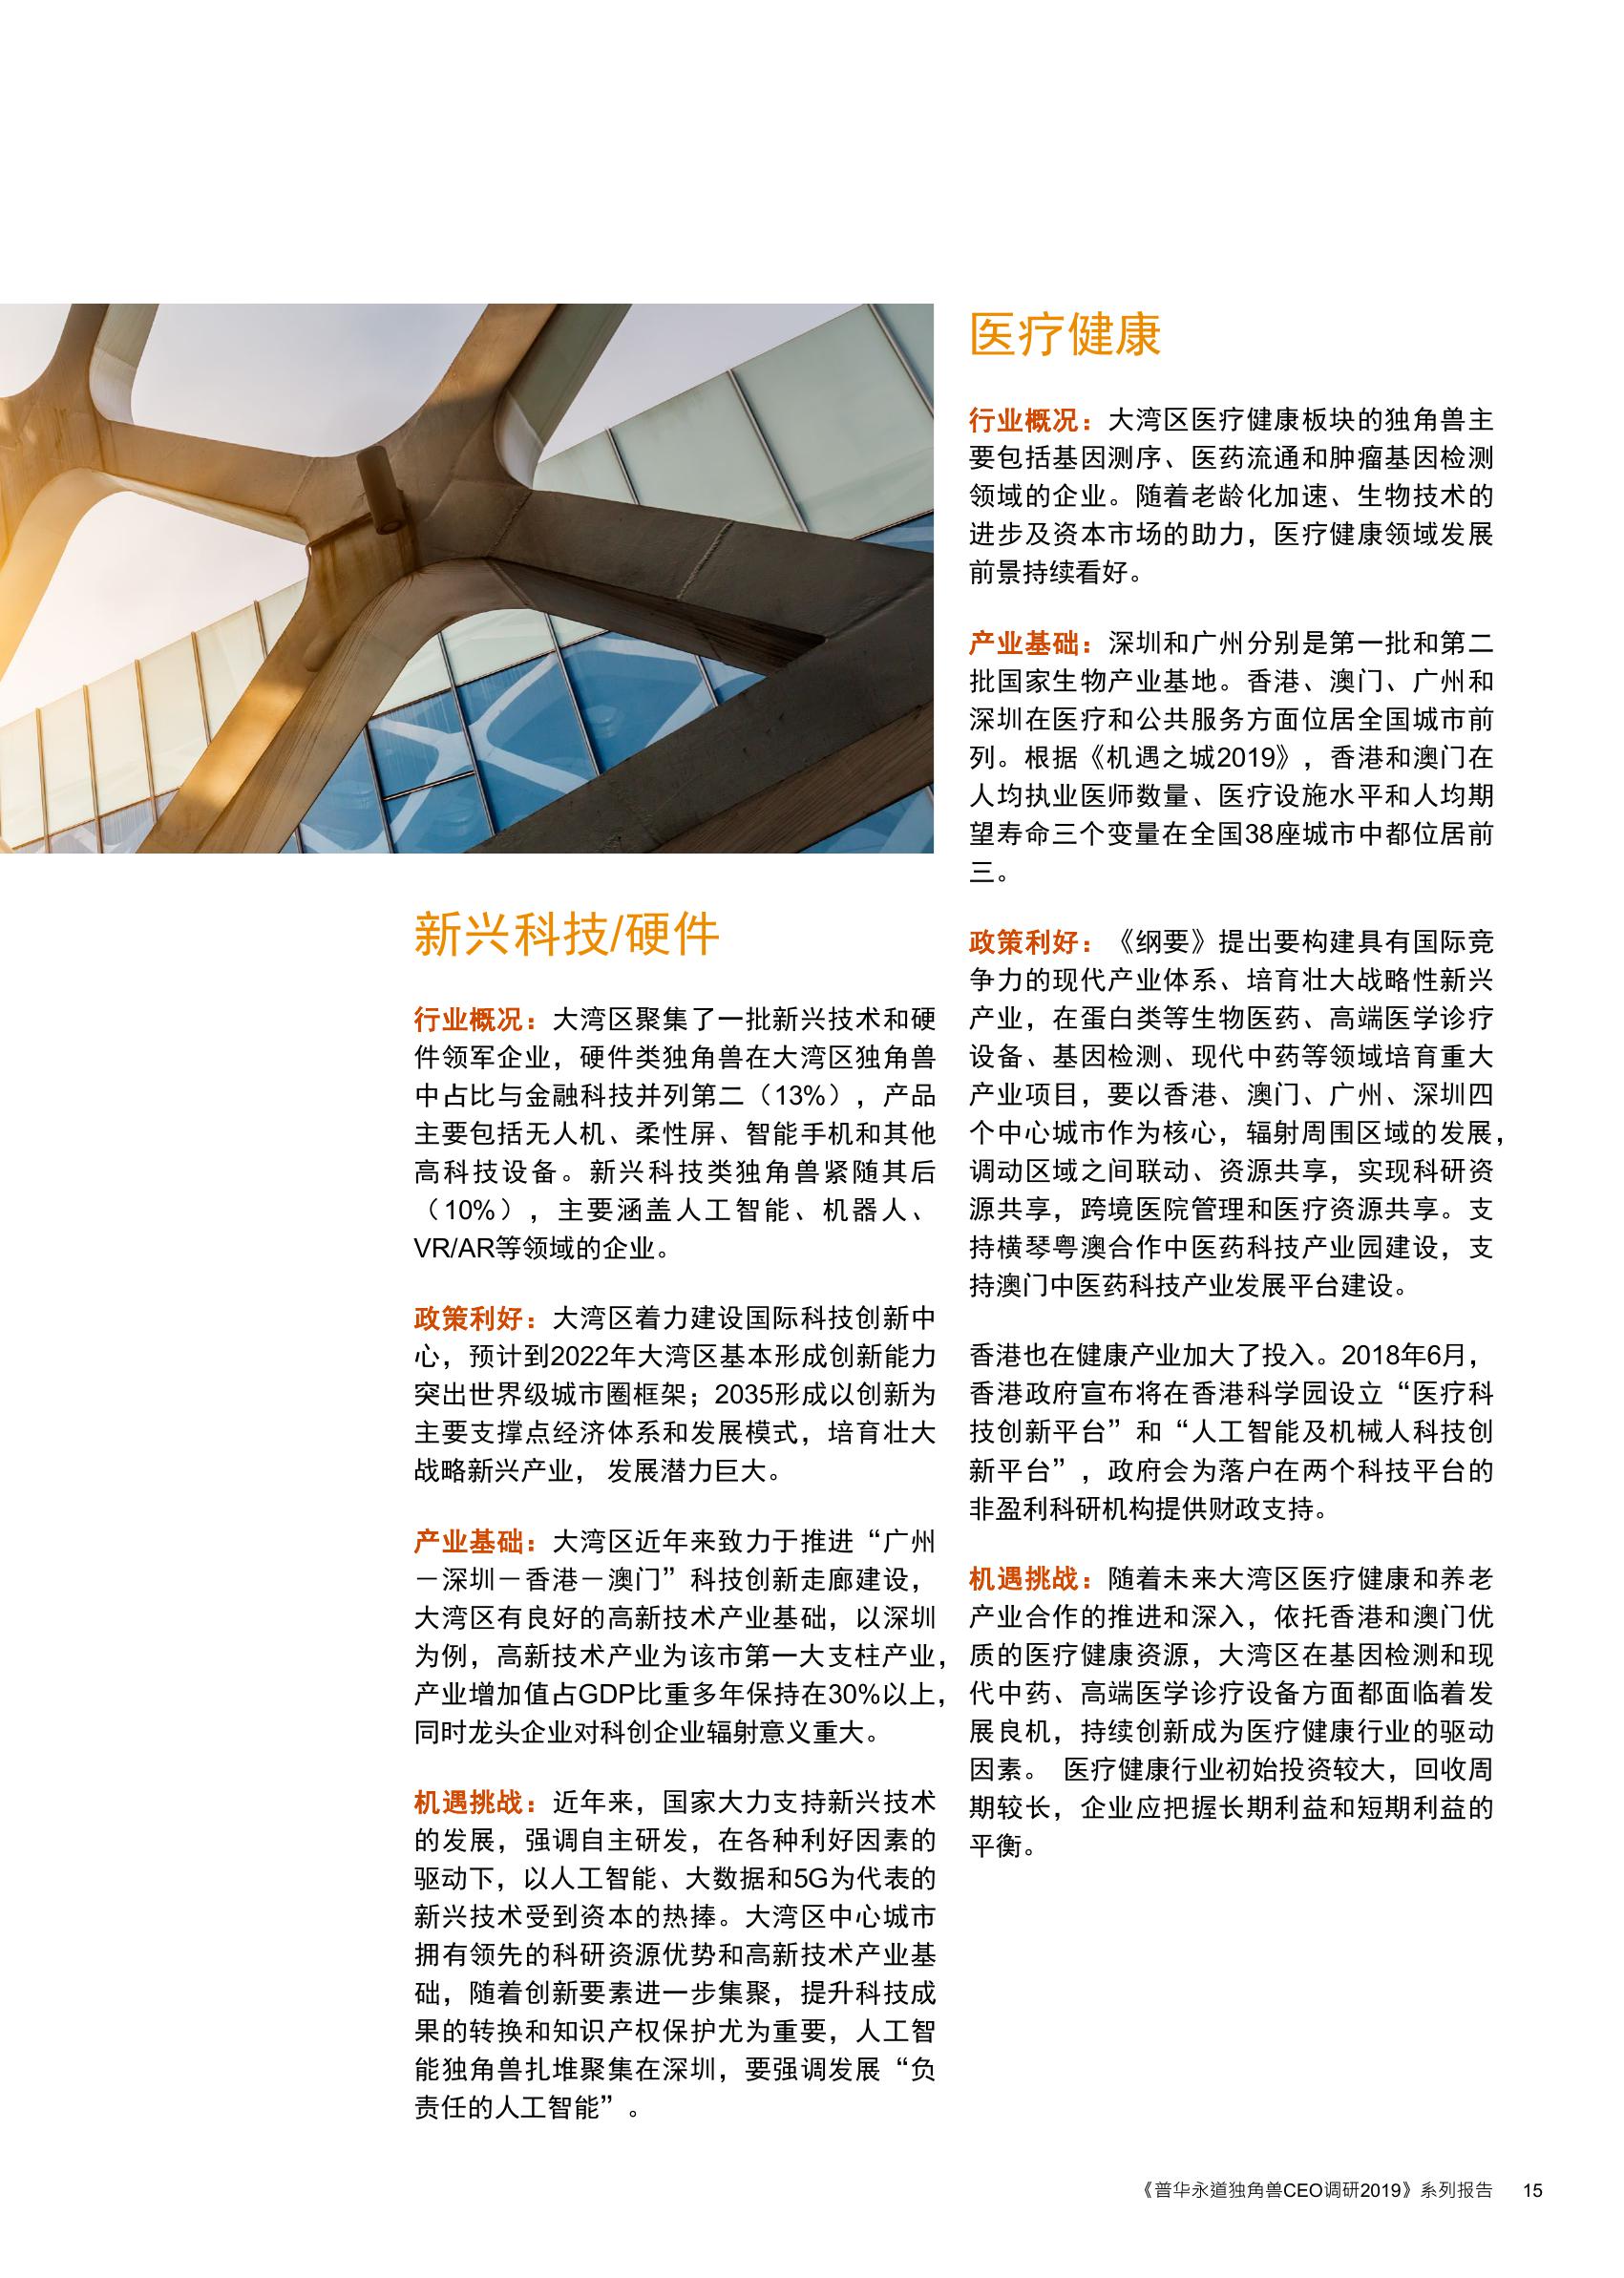 新兴科技/硬件
行业概况：大湾区聚集了一批新兴技术和硬
件领军企业，硬件类独角兽在大湾区独角兽
中占比与金融科技并列第二（13%），产品
主要包括无人机、柔性屏、智能手机和其他
高科技设备。新兴科技类独角兽紧随其后
（10%），主要涵盖人工智能、机器人、
VR/AR等领域的企业。
政策利好：大湾区着力建设国际科技创新中
心，预计到2022年大湾区基本形成创新能力
突出世界级城市圈框架；2035形成以创新为
主要支撑点经济体系和发展模式，培育壮大
战略新兴产业， 发展潜力巨大。
产业基础：大湾区近年来致力于推进“广州
－深圳－香港－澳门”科技创新走廊建设，
大湾区有良好的高新技术产业基础，以深圳
为例，高新技术产业为该市第一大支柱产业，
产业增加值占GDP比重多年保持在30%以上，
同时龙头企业对科创企业辐射意义重大。
机遇挑战：近年来，国家大力支持新兴技术
的发展，强调自主研发，在各种利好因素的
驱动下，以人工智能、大数据和5G为代表的
新兴技术受到资本的热捧。大湾区中心城市
拥有领先的科研资源优势和高新技术产业基
础，随着创新要素进一步集聚，提升科技成
果的转换和知识产权保护尤为重要，人工智
能独角兽扎堆聚集在深圳，要强调发展“负
责任的人工智能”。
医疗健康
行业概况：大湾区医疗健康板块的独角兽主
要包括基因测序、医药流通和肿瘤基因检测
领域的企业。随着老龄化加速、生物技术的
进步及资本市场的助力，医疗健康领域发展
前景持续看好。
产业基础：深圳和广州分别是第一批和第二
批国家生物产业基地。香港、澳门、广州和
深圳在医疗和公共服务方面位居全国城市前
列。根据《机遇之城2019》，香港和澳门在
人均执业医师数量、医疗设施水平和人均期
望寿命三个变量在全国38座城市中都位居前
三。
政策利好：《纲要》提出要构建具有国际竞
争力的现代产业体系、培育壮大战略性新兴
产业，在蛋白类等生物医药、高端医学诊疗
设备、基因检测、现代中药等领域培育重大
产业项目，要以香港、澳门、广州、深圳四
个中心城市作为核心，辐射周围区域的发展，
调动区域之间联动、资源共享，实现科研资
源共享，跨境医院管理和医疗资源共享。支
持横琴粤澳合作中医药科技产业园建设，支
持澳门中医药科技产业发展平台建设。
香港也在健康产业加大了投入。2018年6月，
香港政府宣布将在香港科学园设立“医疗科
技创新平台”和“人工智能及机械人科技创
新平台”，政府会为落户在两个科技平台的
非盈利科研机构提供财政支持。
机遇挑战：随着未来大湾区医疗健康和养老
产业合作的推进和深入，依托香港和澳门优
质的医疗健康资源，大湾区在基因检测和现
代中药、高端医学诊疗设备方面都面临着发
展良机，持续创新成为医疗健康行业的驱动
因素。 医疗健康行业初始投资较大，回收周
期较长，企业应把握长期利益和短期利益的
平衡。
《普华永道独角兽CEO调研2019》系列报告 15